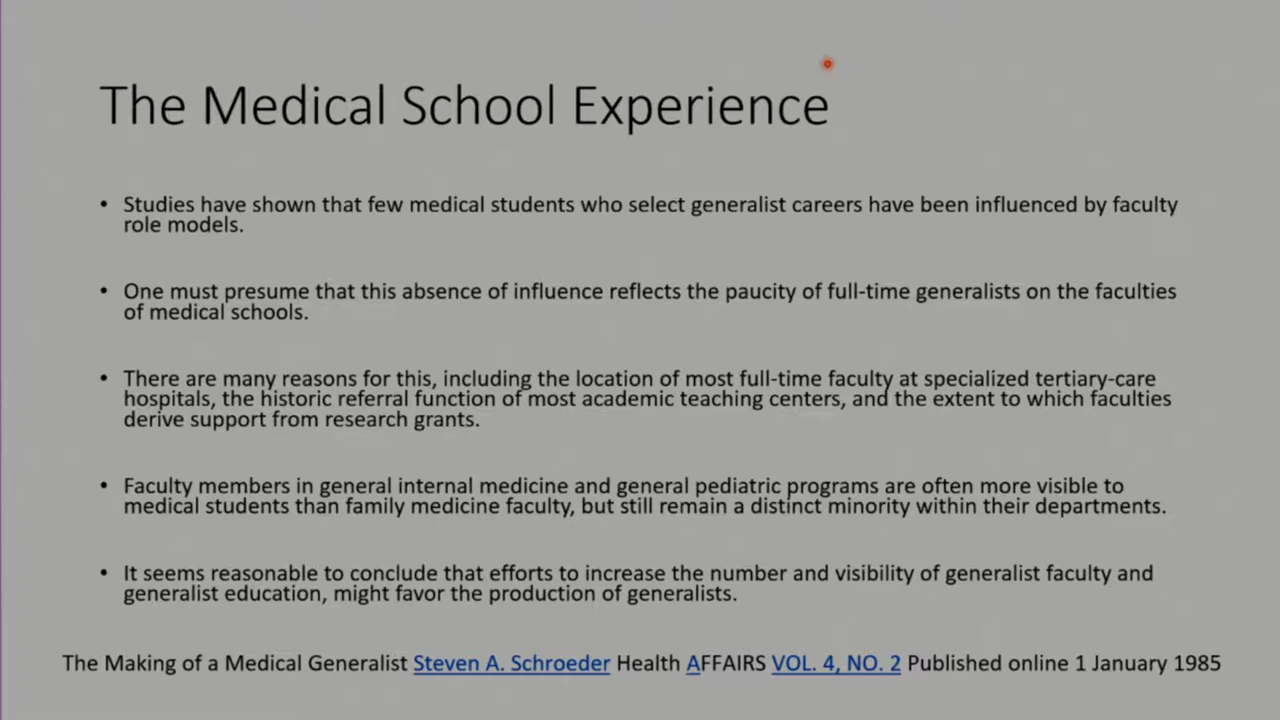 The Medical School Experience
• Studies have shown that few medical students who select generalist careers have been influenced by faculty
role models.
• One must presume that this absence of influence reflects the paucity of full-time generalists on the faculties
of medical schools.
• There are many reasons for this, including the location of most full-time faculty at specialized tertiary-care
hospitals, the historic referral function of most academic teaching centers, and the extent to which faculties
derive support from research grants.
• Faculty members in general internal medicine and general pediatric programs are often more visible to
medical students than family medicine faculty, but still remain a distinct minority within their departments.
• It seems reasonable to conclude that efforts to increase the number and visibility of generalist faculty and
generalist education, might favor the production of generalists.
The Making of a Medical Generalist Steven A. Schroeder Health AFFAIRS VOL. 4, NO. 2 Published online 1 January 1985